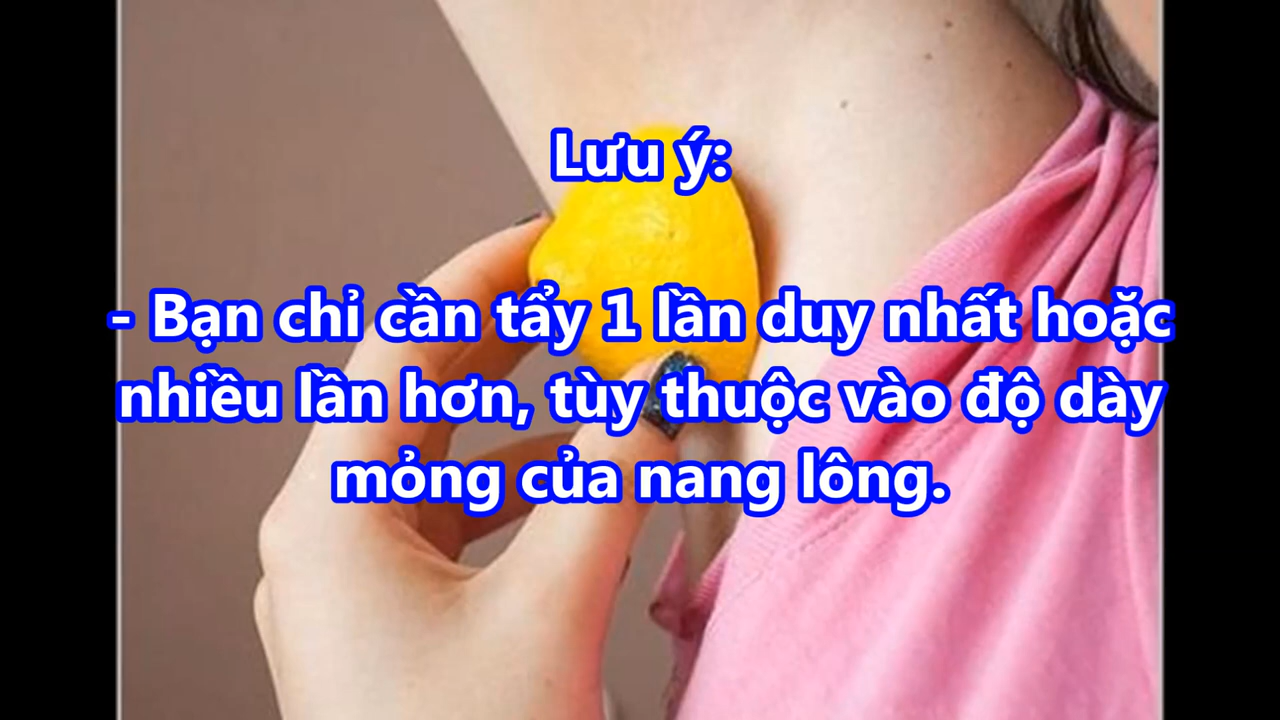 Lưu ý:
- Bạn chỉ cần tẩy 1 lần duy nhất hoặc
nhiều lần hơn, tùy thuộc vào độ dày
mỏng của nang lông.